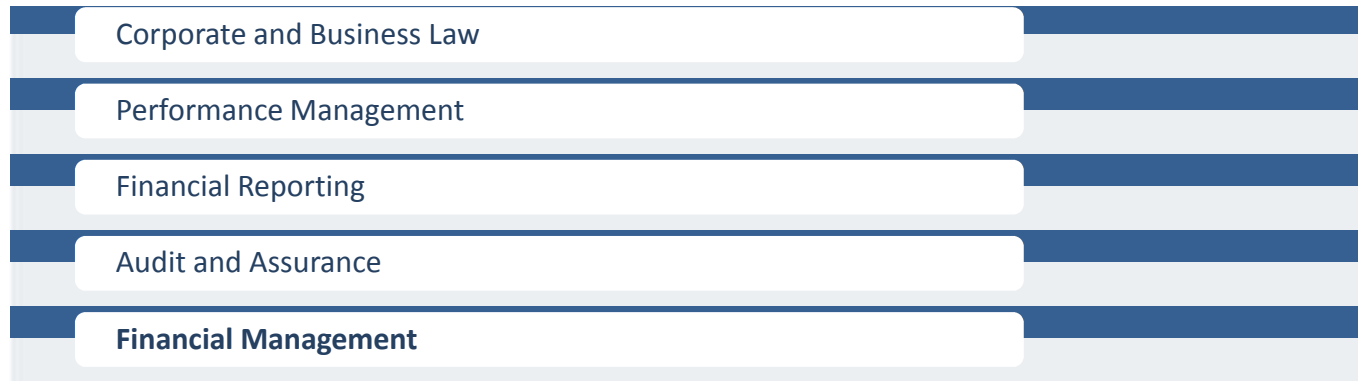 Corporate and Business Law
Performance Management
Financial Reporting
Audit and Assurance
Financial Management